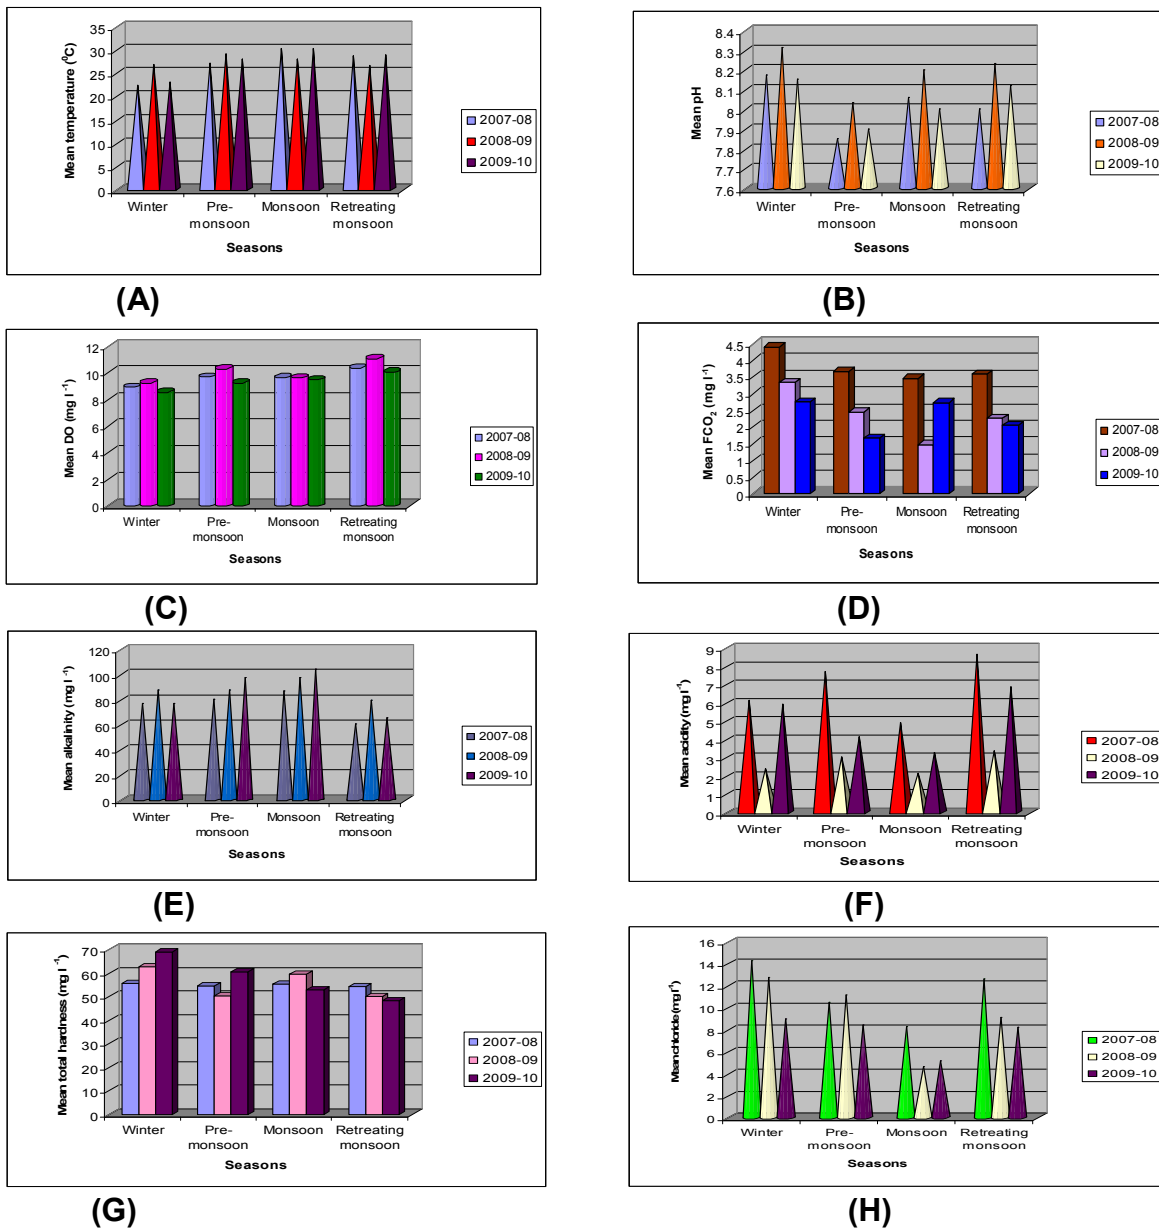 Mean temperature (⁰C)
35
30
25
20
15
10
5
0
Winter
Pre-
monsoon
Monsoon
Retreating
monsoon
Seasons
2007-08
2008-09
2009-10
(A)
Mean pH
8.4
8.3
8.2
8.1
8
7.9
7.8
7.7
7.6
Winter
Pre-
monsoon
Monsoon
Retreating
monsoon
Seasons
2007-08
2008-09
2009-10
(B)
Mean DO (mg l⁻¹)
12
10
8
6
4
2
0
Winter
Pre-
monsoon
Monsoon
Retreating
monsoon
Seasons
2007-08
2008-09
2009-10
(C)
Mean FCO₂ (mg l⁻¹)
4.5
4
3.5
3
2.5
2
1.5
1
0.5
0
Winter
Pre-
monsoon
Monsoon
Retreating
monsoon
Seasons
2007-08
2008-09
2009-10
(D)
Mean alkalinity (mg l⁻¹)
120
100
80
60
40
20
0
Winter
Pre-
monsoon
Monsoon
Retreating
monsoon
Seasons
2007-08
2008-09
2009-10
(E)
Mean acidity (mg l⁻¹)
9
8
7
6
5
4
3
2
1
0
Winter
Pre-
monsoon
Monsoon
Retreating
monsoon
Seasons
2007-08
2008-09
2009-10
(F)
Mean total hardness (mg l⁻¹)
70
60
50
40
30
20
10
0
Winter
Pre-
monsoon
Monsoon
Retreating
monsoon
Seasons
2007-08
2008-09
2009-10
(G)
Mean chloride (mg l⁻¹)
16
14
12
10
8
6
4
2
0
Winter
Pre-
monsoon
Monsoon
Retreating
monsoon
Seasons
2007-08
2008-09
2009-10
(H)